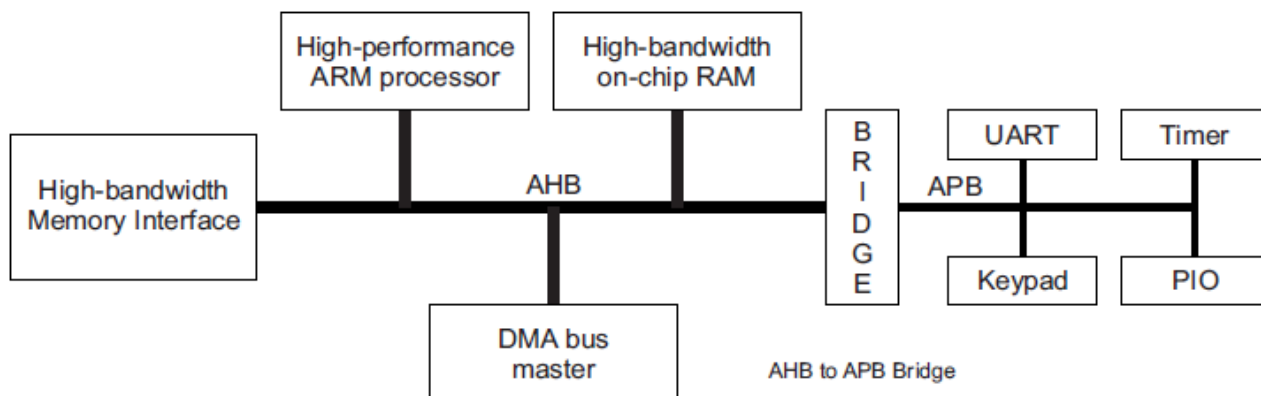 High-performance
ARM processor
High-bandwidth
on-chip RAM
High-bandwidth
Memory Interface
AHB
B
R
I
D
G
E
APB
UART
Timer
Keypad
PIO
DMA bus
master
AHB to APB Bridge